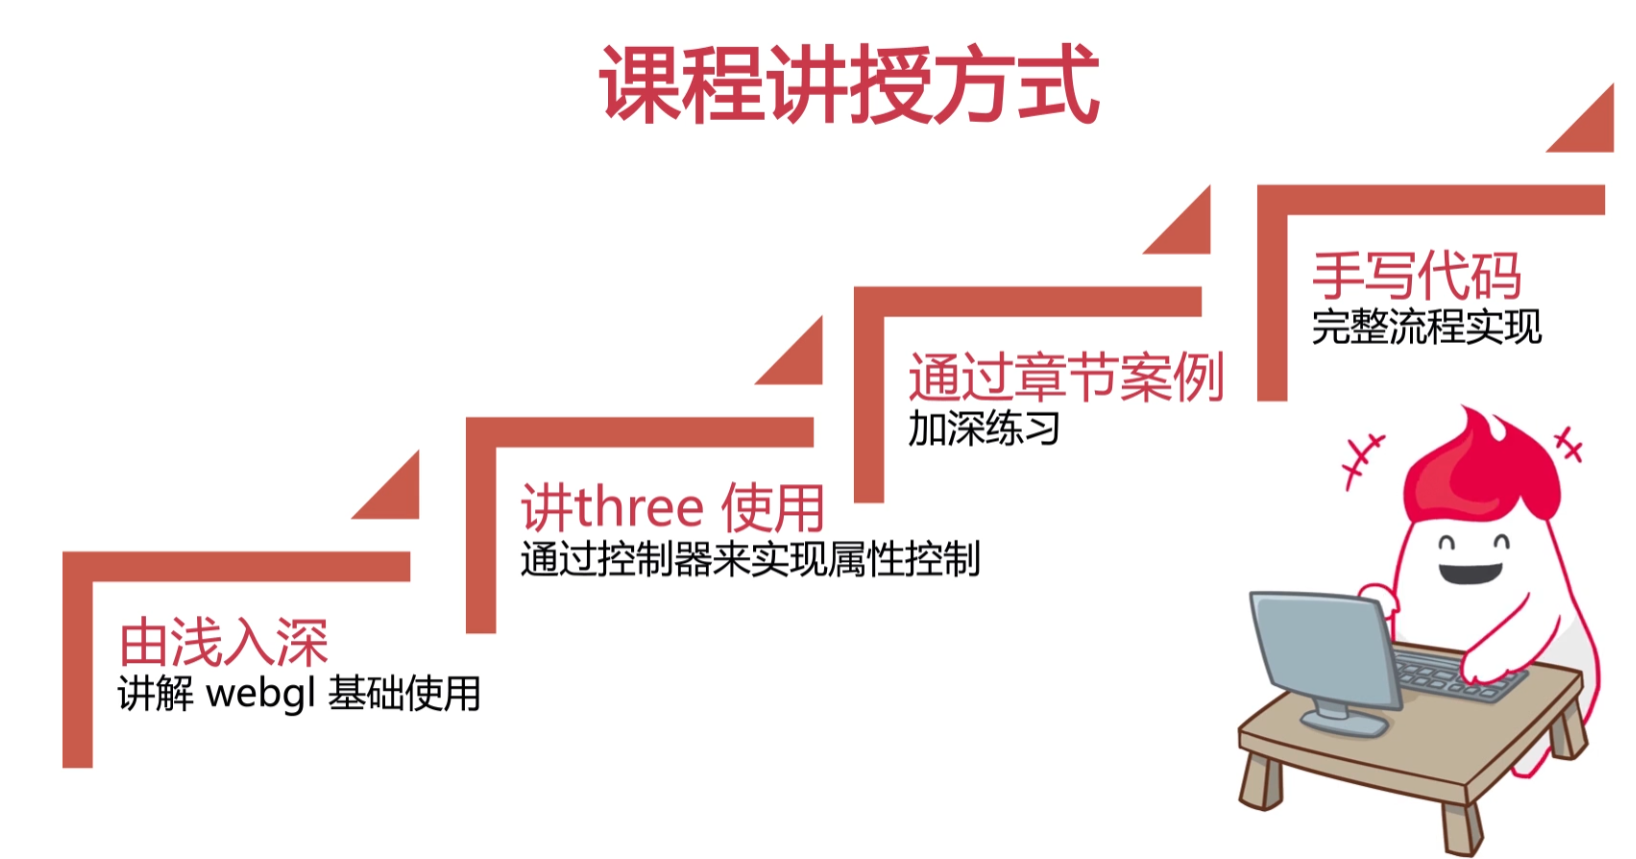 课程讲授方式
由浅入深
讲解 webgl 基础使用
讲three 使用
通过控制器来实现属性控制
通过章节案例
加深练习
手写代码
完整流程实现